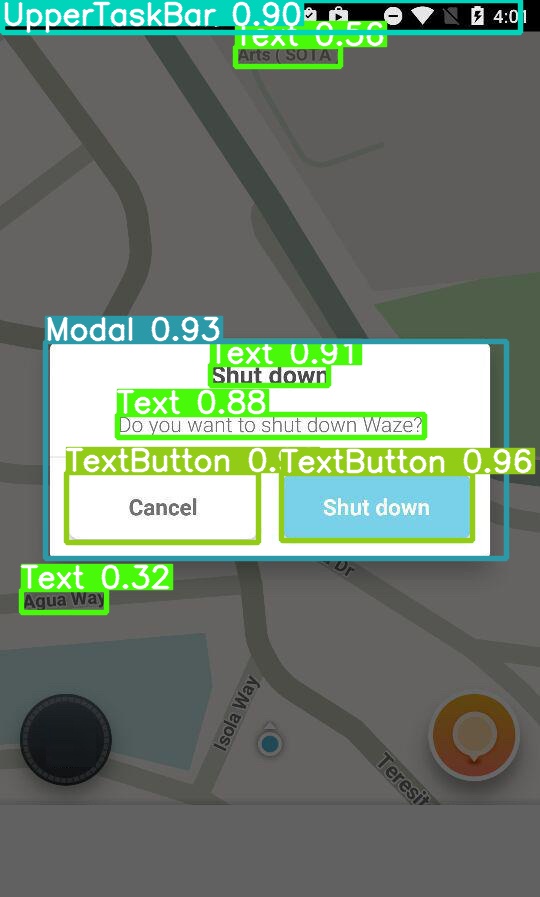 UpperTaskBar 0.90
4:01
Text 0.56
Arts ( SOTA
Modal 0.93
Text 0.91
Shut down
Text 0.88
Do you want to shut down Waze?
TextButton 0.9
TextButton 0.96
Cancel
Shut down
Dr
Text 0.32
Agua Way
Isola Way
Teresit